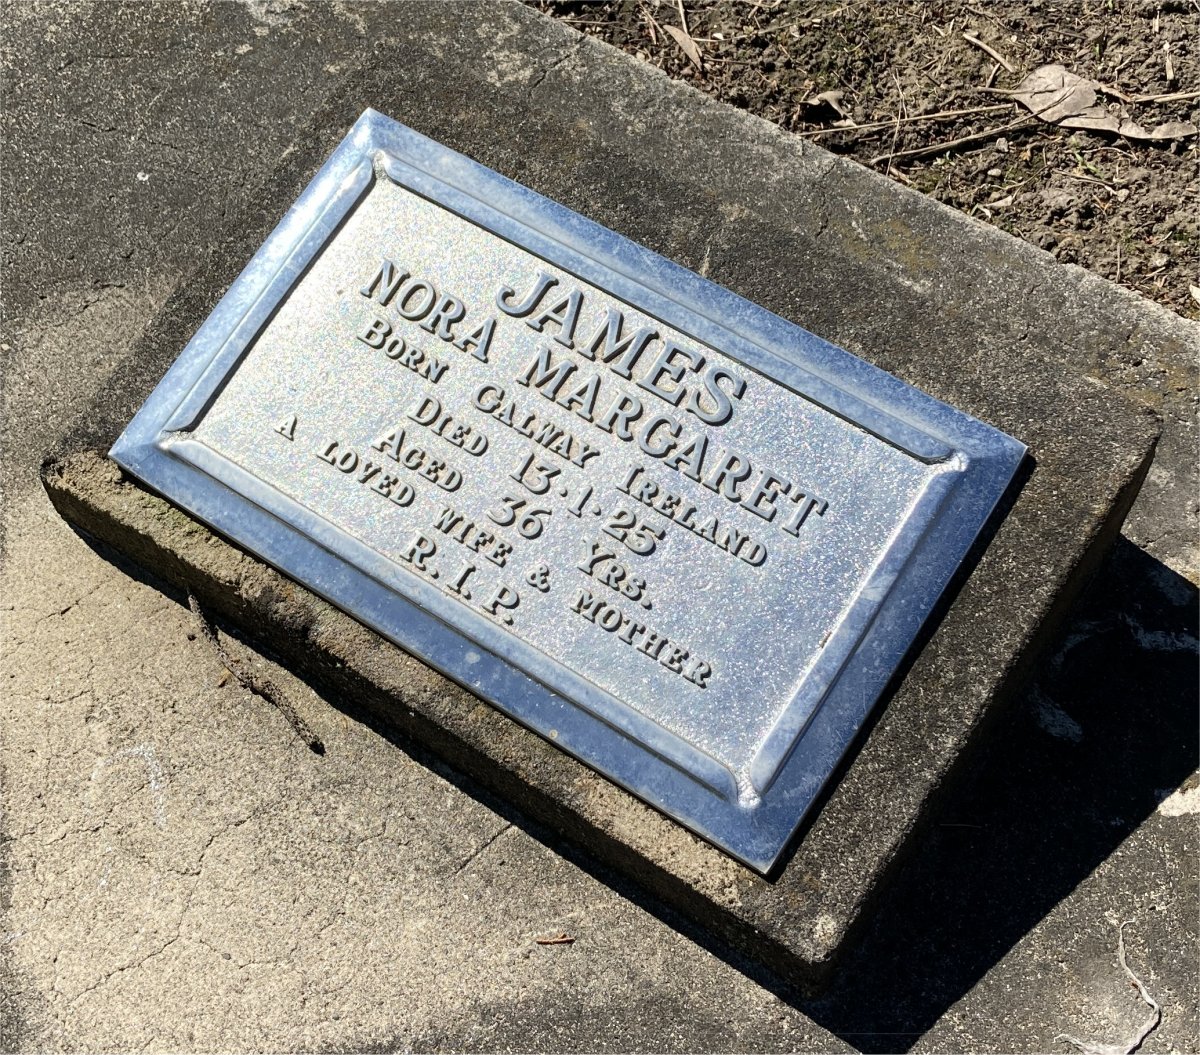 JAMES
NORA MARGARET
BORN GALWAY IRELAND
DIED 13·1·25
AGED 36 YRS.
A LOVED WIFE & MOTHER
R.I.P.